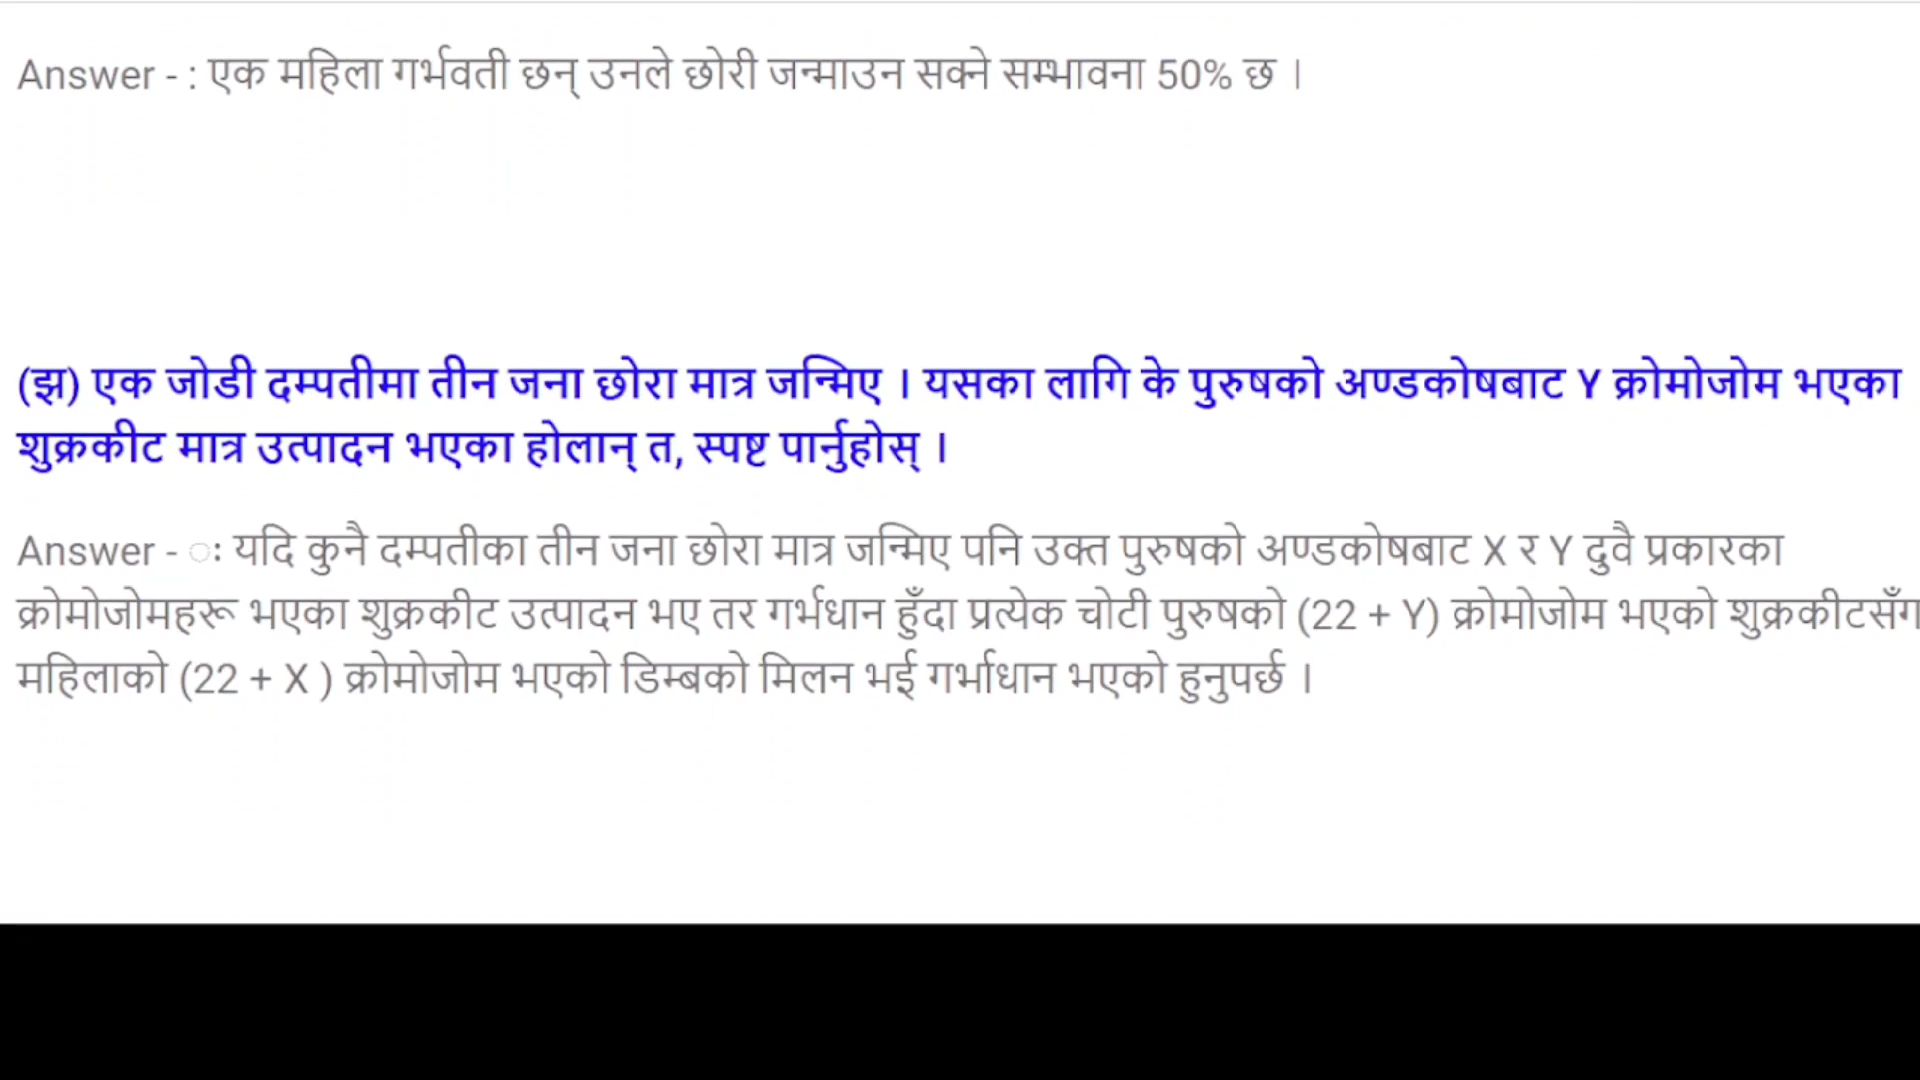 Answer - : एक महिला गर्भवती छन् उनले छोरी जन्माउन सक्ने सम्भावना 50% छ ।
(झ) एक जोडी दम्पतीमा तीन जना छोरा मात्र जन्मिए । यसका लागि के पुरुषको अण्डकोषबाट Y क्रोमोजोम भएका
शुक्रकीट मात्र उत्पादन भएका होलान् त, स्पष्ट पार्नुहोस् ।
Answer - ः यदि कुनै दम्पतीका तीन जना छोरा मात्र जन्मिए पनि उक्त पुरुषको अण्डकोषबाट X र Y दुवै प्रकारका
क्रोमोजोमहरू भएका शुक्रकीट उत्पादन भए तर गर्भधान हुँदा प्रत्येक चोटी पुरुषको (22 + Y) क्रोमोजोम भएको शुक्रकीटसँग
महिलाको (22 + X ) क्रोमोजोम भएको डिम्बको मिलन भई गर्भाधान भएको हुनुपर्छ ।